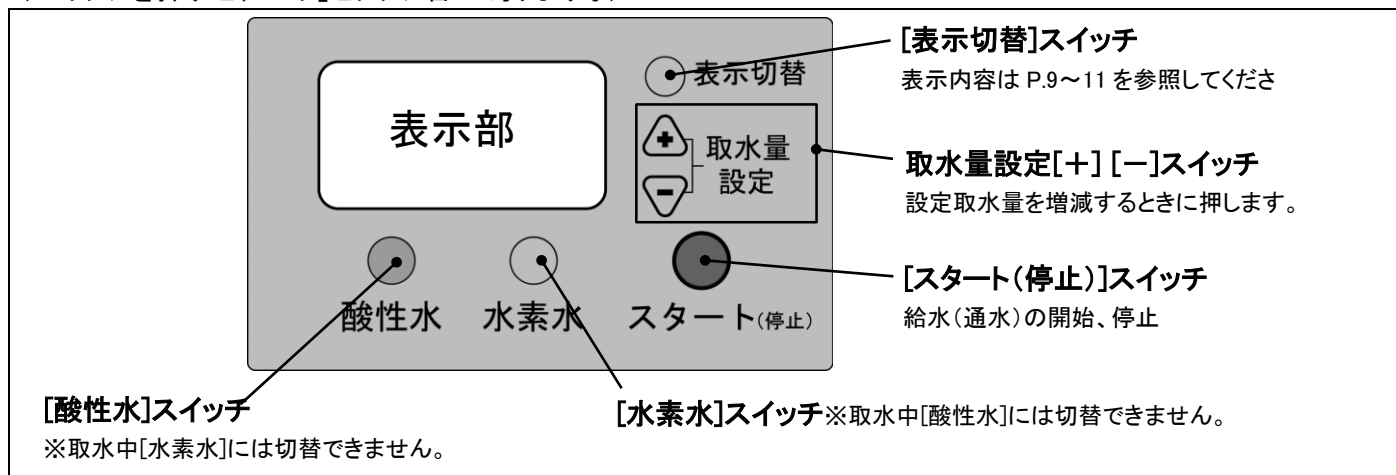 [表示切替]スイッチ
表示内容は P.9～11 を参照してくださ
表示切替
表示部
取水量
設定
取水量設定[＋] [－]スイッチ
設定取水量を増減するときに押します。
[スタート(停止)]スイッチ
給水(通水)の開始、停止
酸性水
水素水
スタート(停止)
[酸性水]スイッチ
※取水中[水素水]には切替できません。
[水素水]スイッチ※取水中[酸性水]には切替できません。